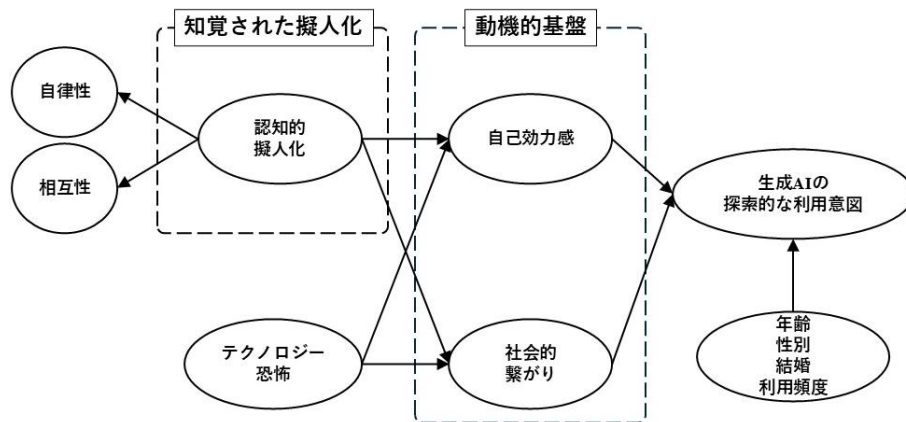 知覚された擬人化
動機的基盤
自律性
相互性
認知的
擬人化
自己効力感
生成AIの
探索的な利用意図
テクノロジー
恐怖
社会的
繋がり
年齢
性別
結婚
利用頻度